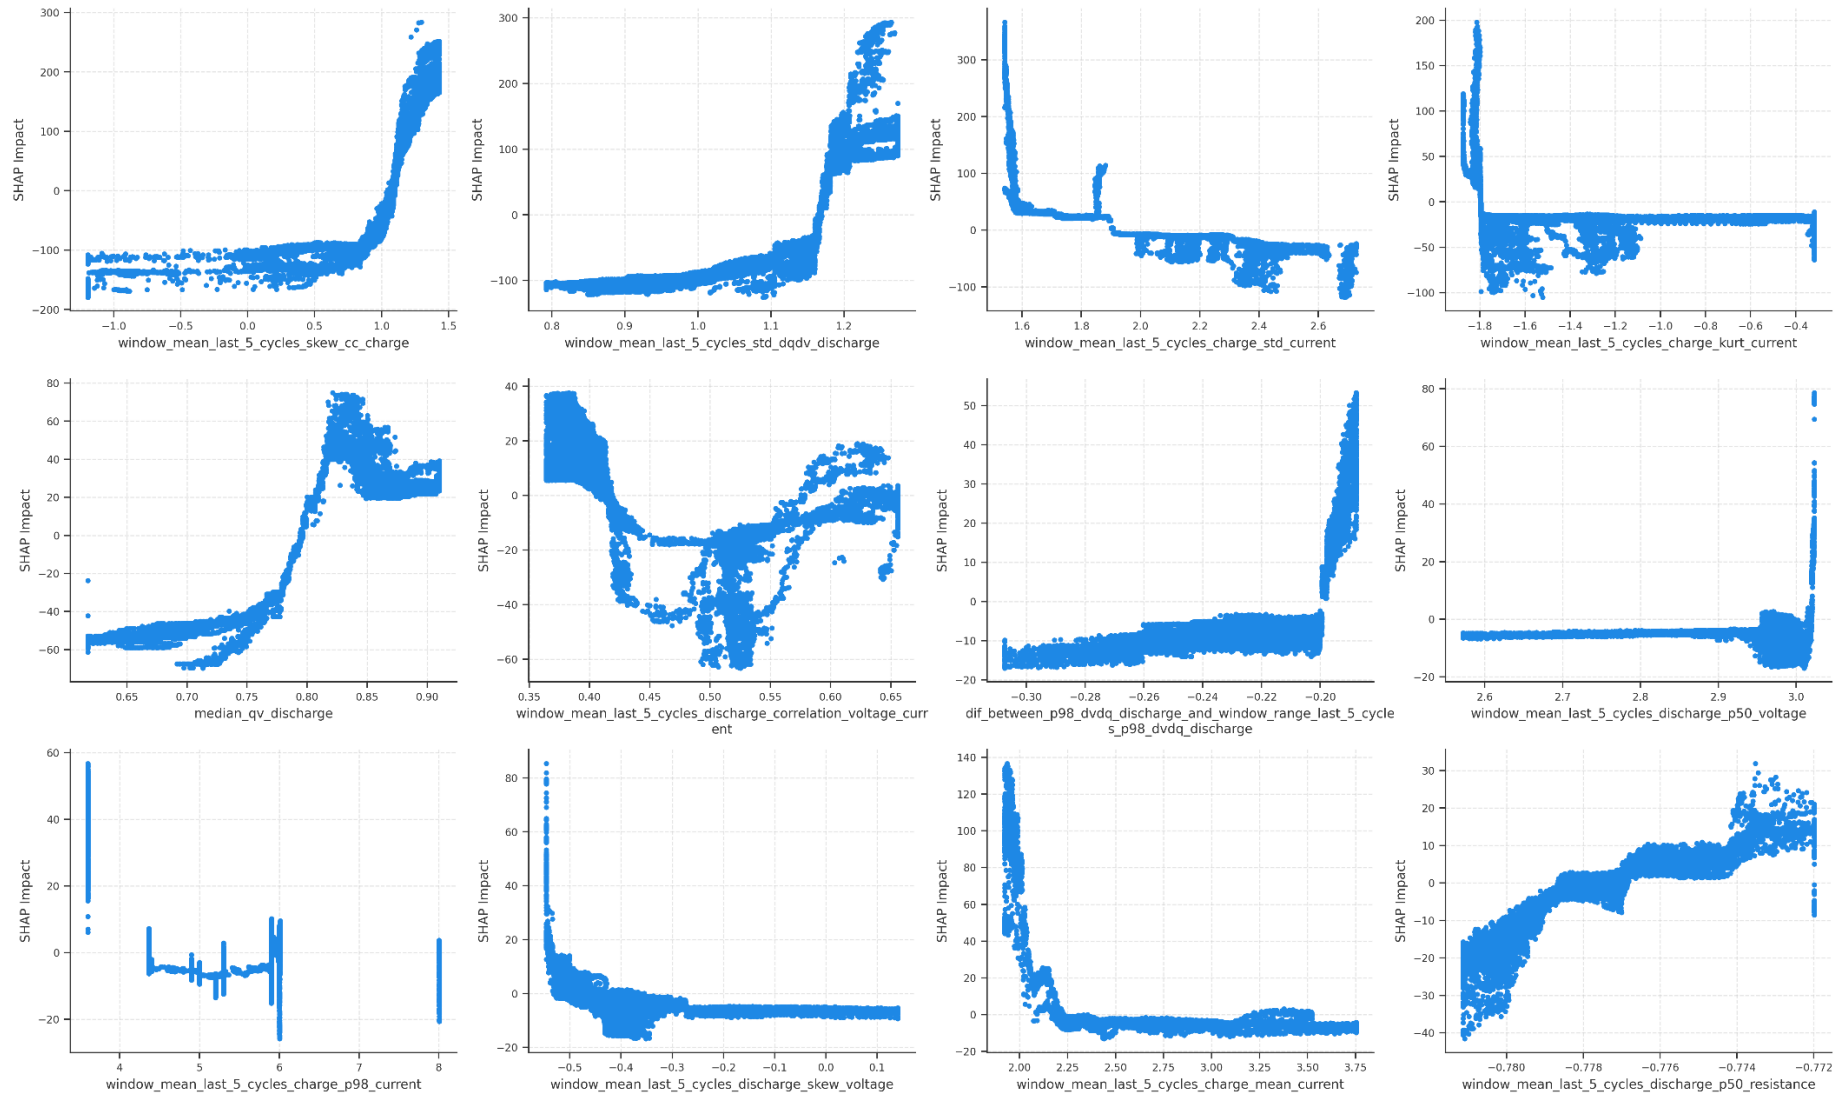 300
200
100
0
−100
−200
SHAP Impact
−1.0 −0.5 0.0 0.5 1.0 1.5
window_mean_last_5_cycles_skew_cc_charge
300
200
100
0
−100
SHAP Impact
0.8 0.9 1.0 1.1 1.2
window_mean_last_5_cycles_std_dqdv_discharge
300
200
100
0
−100
SHAP Impact
1.6 1.8 2.0 2.2 2.4 2.6
window_mean_last_5_cycles_charge_std_current
200
150
100
50
0
−50
−100
SHAP Impact
−1.8 −1.6 −1.4 −1.2 −1.0 −0.8 −0.6 −0.4
window_mean_last_5_cycles_charge_kurt_current
80
60
40
20
0
−20
−40
−60
SHAP Impact
0.65 0.70 0.75 0.80 0.85 0.90
median_qv_discharge
40
20
0
−20
−40
−60
SHAP Impact
0.35 0.40 0.45 0.50 0.55 0.60 0.65
window_mean_last_5_cycles_discharge_correlation_voltage_curr
ent
50
40
30
20
10
0
−10
−20
SHAP Impact
−0.30 −0.28 −0.26 −0.24 −0.22 −0.20
dif_between_p98_dvdq_discharge_and_window_range_last_5_cycle
s_p98_dvdq_discharge
80
60
40
20
0
−20
SHAP Impact
2.6 2.7 2.8 2.9 3.0
window_mean_last_5_cycles_discharge_p50_voltage
60
40
20
0
−20
SHAP Impact
4 5 6 7 8
window_mean_last_5_cycles_charge_p98_current
80
60
40
20
0
−20
SHAP Impact
−0.5 −0.4 −0.3 −0.2 −0.1 0.0 0.1
window_mean_last_5_cycles_discharge_skew_voltage
140
120
100
80
60
40
20
0
−20
SHAP Impact
2.00 2.25 2.50 2.75 3.00 3.25 3.50 3.75
window_mean_last_5_cycles_charge_mean_current
30
20
10
0
−10
−20
−30
−40
SHAP Impact
−0.780 −0.778 −0.776 −0.774 −0.772
window_mean_last_5_cycles_discharge_p50_resistance